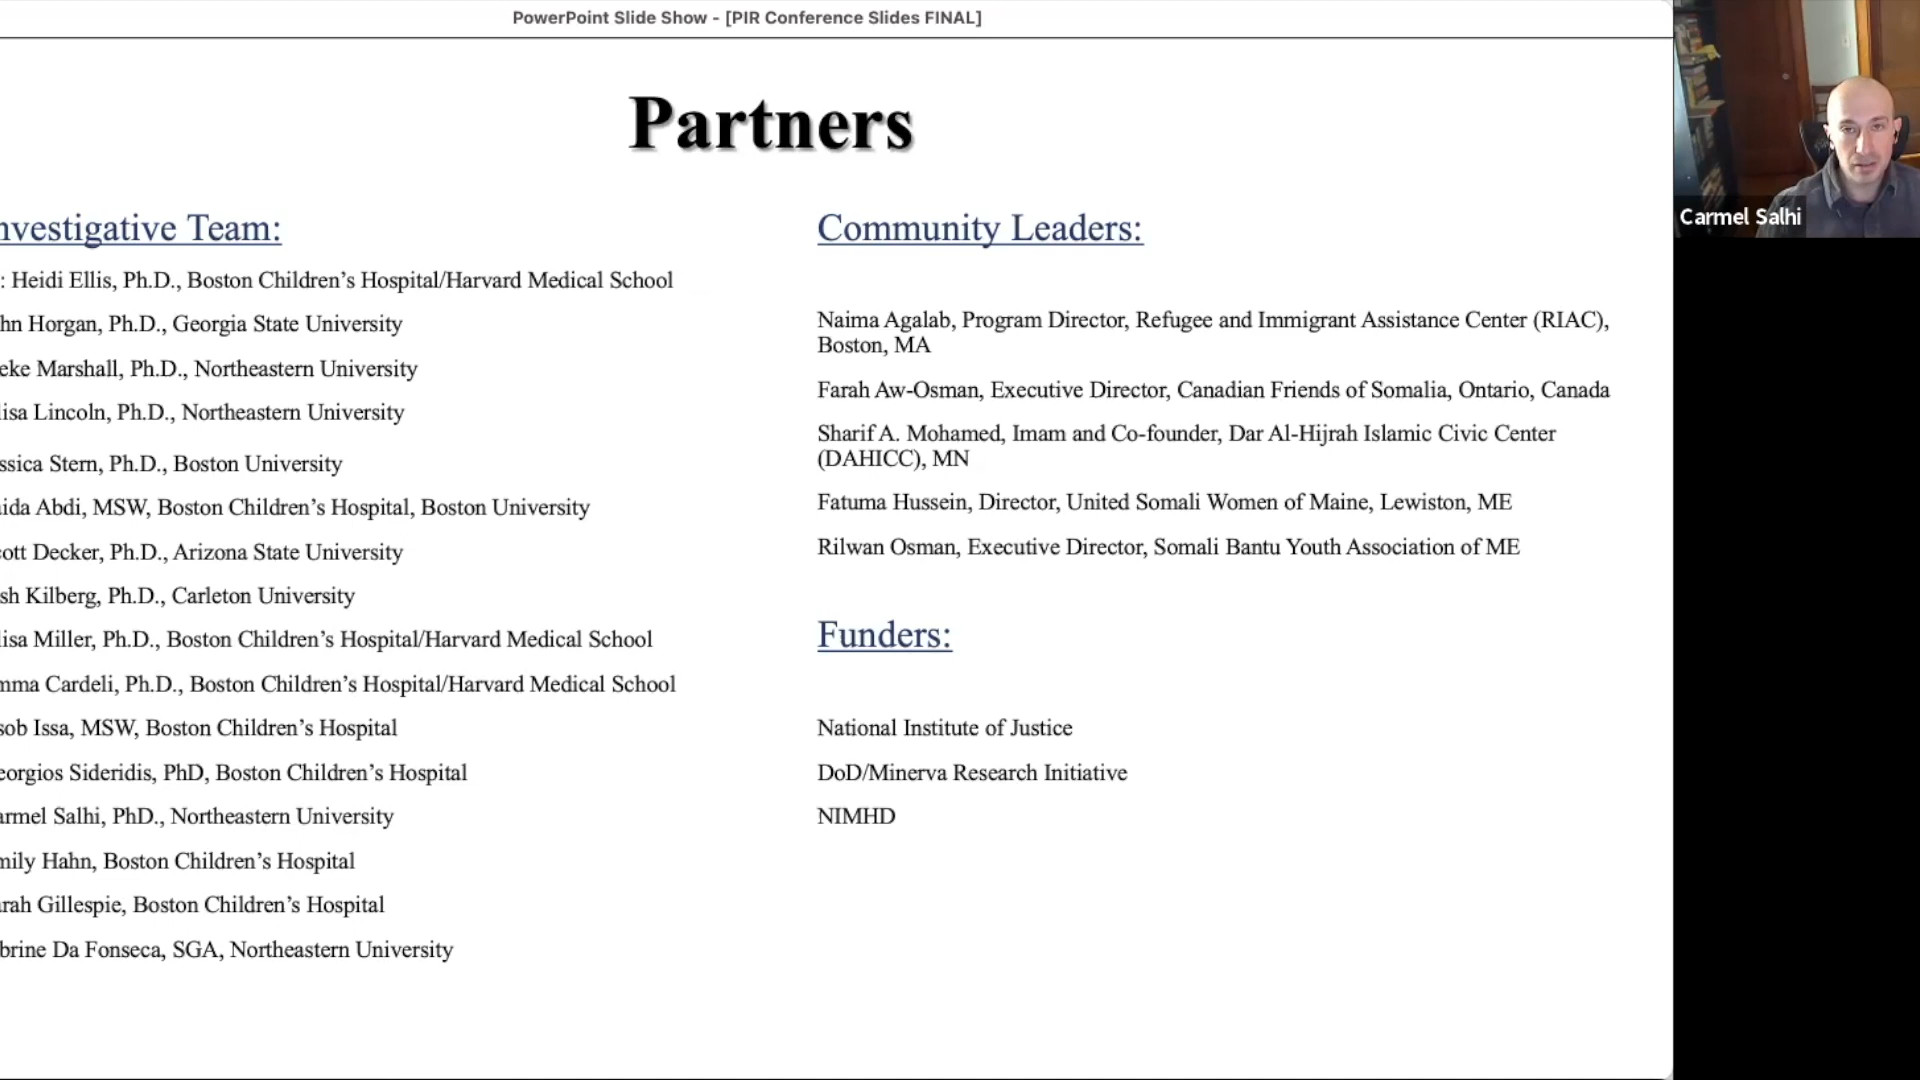 PowerPoint Slide Show - [PIR Conference Slides FINAL]
Partners
nvestigative Team:
: Heidi Ellis, Ph.D., Boston Children’s Hospital/Harvard Medical School
hn Horgan, Ph.D., Georgia State University
eke Marshall, Ph.D., Northeastern University
lisa Lincoln, Ph.D., Northeastern University
ssica Stern, Ph.D., Boston University
aida Abdi, MSW, Boston Children’s Hospital, Boston University
cott Decker, Ph.D., Arizona State University
sh Kilberg, Ph.D., Carleton University
lisa Miller, Ph.D., Boston Children’s Hospital/Harvard Medical School
mma Cardeli, Ph.D., Boston Children’s Hospital/Harvard Medical School
sob Issa, MSW, Boston Children’s Hospital
eorgios Sideridis, PhD, Boston Children’s Hospital
armel Salhi, PhD., Northeastern University
mily Hahn, Boston Children’s Hospital
arah Gillespie, Boston Children’s Hospital
brine Da Fonseca, SGA, Northeastern University
Community Leaders:
Naima Agalab, Program Director, Refugee and Immigrant Assistance Center (RIAC),
Boston, MA
Farah Aw-Osman, Executive Director, Canadian Friends of Somalia, Ontario, Canada
Sharif A. Mohamed, Imam and Co-founder, Dar Al-Hijrah Islamic Civic Center
(DAHICC), MN
Fatuma Hussein, Director, United Somali Women of Maine, Lewiston, ME
Rilwan Osman, Executive Director, Somali Bantu Youth Association of ME
Funders:
National Institute of Justice
DoD/Minerva Research Initiative
NIMHD
Carmel Salhi